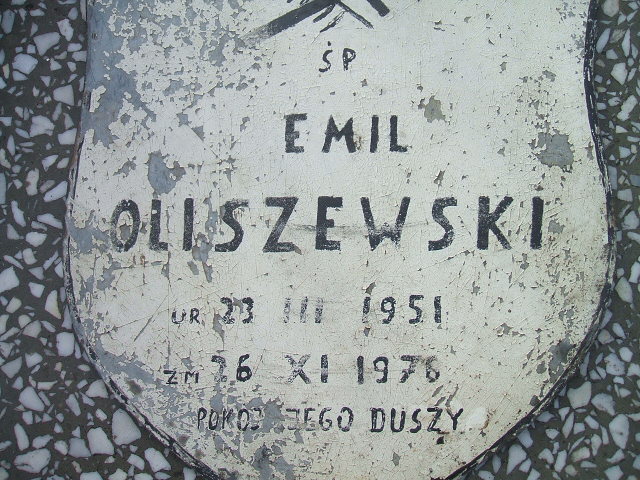 ŚP
EMIL
OLISZEWSKI
UR 23 III 1951
ZM 26 XI 1976
POKÓJ JEGO DUSZY